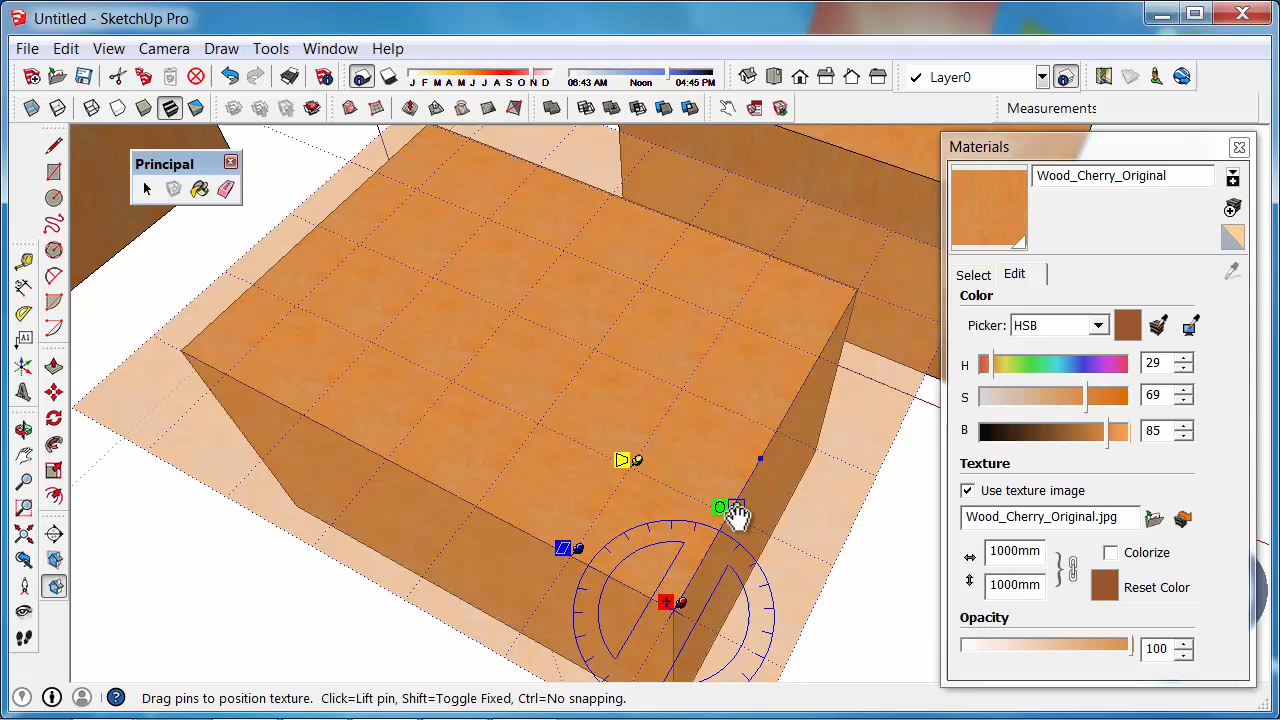 Untitled - SketchUp Pro
File Edit View Camera Draw Tools Window Help
J F M A M J J A S O N D
06:43 AM Noon 04:45 PM
Layer0
Measurements
Principal
Materials
Wood_Cherry_Original
Select Edit
Color
Picker: HSB
H 29
S 69
B 85
Texture
Use texture image
Wood_Cherry_Original.jpg
1000mm Colorize
1000mm Reset Color
Opacity
100
A1
Drag pins to position texture. Click=Lift pin, Shift=Toggle Fixed, Ctrl=No snapping.